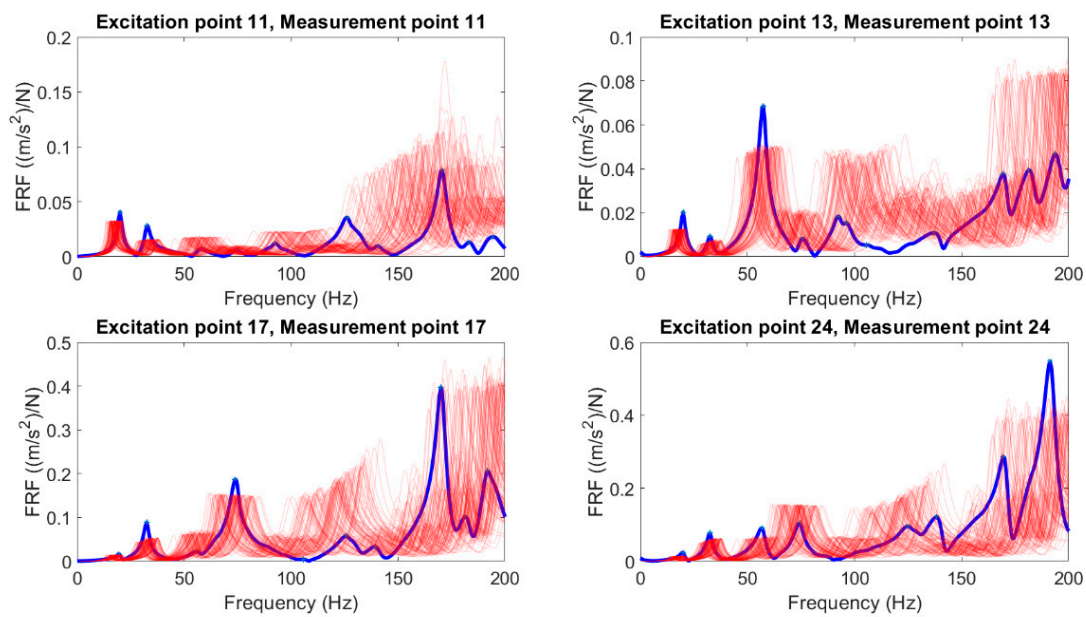 Excitation point 11, Measurement point 11
FRF ((m/s²)/N)
0.2
0.15
0.1
0.05
0
0 50 100 150 200
Frequency (Hz)
Excitation point 13, Measurement point 13
FRF ((m/s²)/N)
0.1
0.08
0.06
0.04
0.02
0
0 50 100 150 200
Frequency (Hz)
Excitation point 17, Measurement point 17
FRF ((m/s²)/N)
0.5
0.4
0.3
0.2
0.1
0
0 50 100 150 200
Frequency (Hz)
Excitation point 24, Measurement point 24
FRF ((m/s²)/N)
0.6
0.4
0.2
0
0 50 100 150 200
Frequency (Hz)